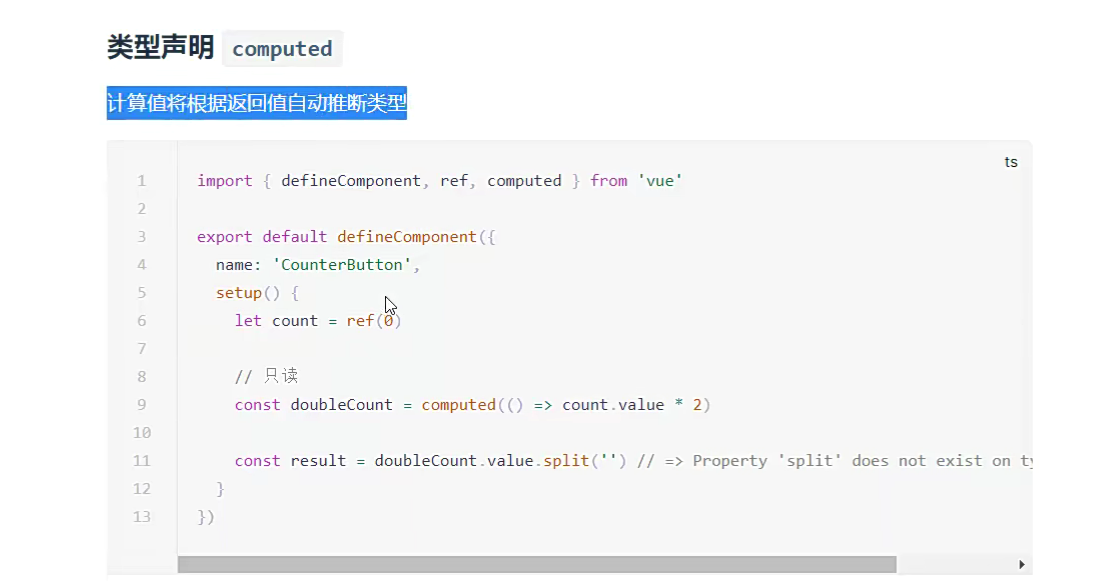 类型声明 computed
计算值将根据返回值自动推断类型
ts
1 import { defineComponent, ref, computed } from 'vue'
2
3 export default defineComponent({
4 name: 'CounterButton',
5 setup() {
6 let count = ref(0)
7
8 // 只读
9 const doubleCount = computed(() => count.value * 2)
10
11 const result = doubleCount.value.split('') // => Property 'split' does not exist on
12 }
13 })